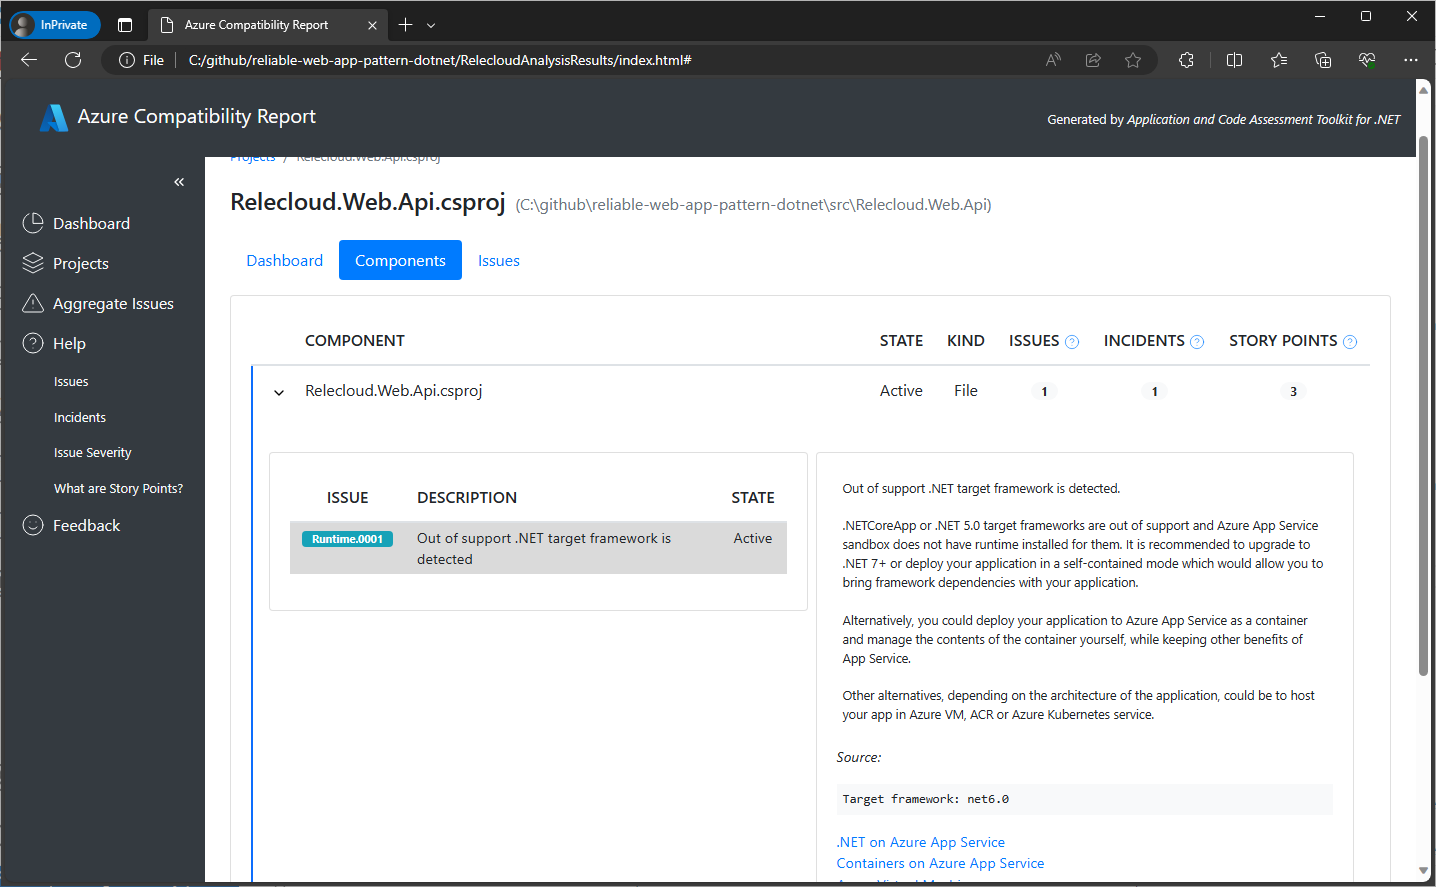 InPrivate
Azure Compatibility Report
File
C:/github/reliable-web-app-pattern-dotnet/RelecloudAnalysisResults/index.html#
Azure Compatibility Report
Generated by Application and Code Assessment Toolkit for .NET
Projects / Relecloud.Web.Api.csproj
«
Dashboard
Projects
Aggregate Issues
Help
Issues
Incidents
Issue Severity
What are Story Points?
Feedback
Relecloud.Web.Api.csproj (C:\github\reliable-web-app-pattern-dotnet\src\Relecloud.Web.Api)
Dashboard Components Issues
COMPONENT STATE KIND ISSUES ? INCIDENTS ? STORY POINTS ?
Relecloud.Web.Api.csproj Active File 1 1 3
ISSUE DESCRIPTION STATE
Runtime.0001 Out of support .NET target framework is Active
detected
Out of support .NET target framework is detected.
.NETCoreApp or .NET 5.0 target frameworks are out of support and Azure App Service
sandbox does not have runtime installed for them. It is recommended to upgrade to
.NET 7+ or deploy your application in a self-contained mode which would allow you to
bring framework dependencies with your application.
Alternatively, you could deploy your application to Azure App Service as a container
and manage the contents of the container yourself, while keeping other benefits of
App Service.
Other alternatives, depending on the architecture of the application, could be to host
your app in Azure VM, ACR or Azure Kubernetes service.
Source:
Target framework: net6.0
.NET on Azure App Service
Containers on Azure App Service